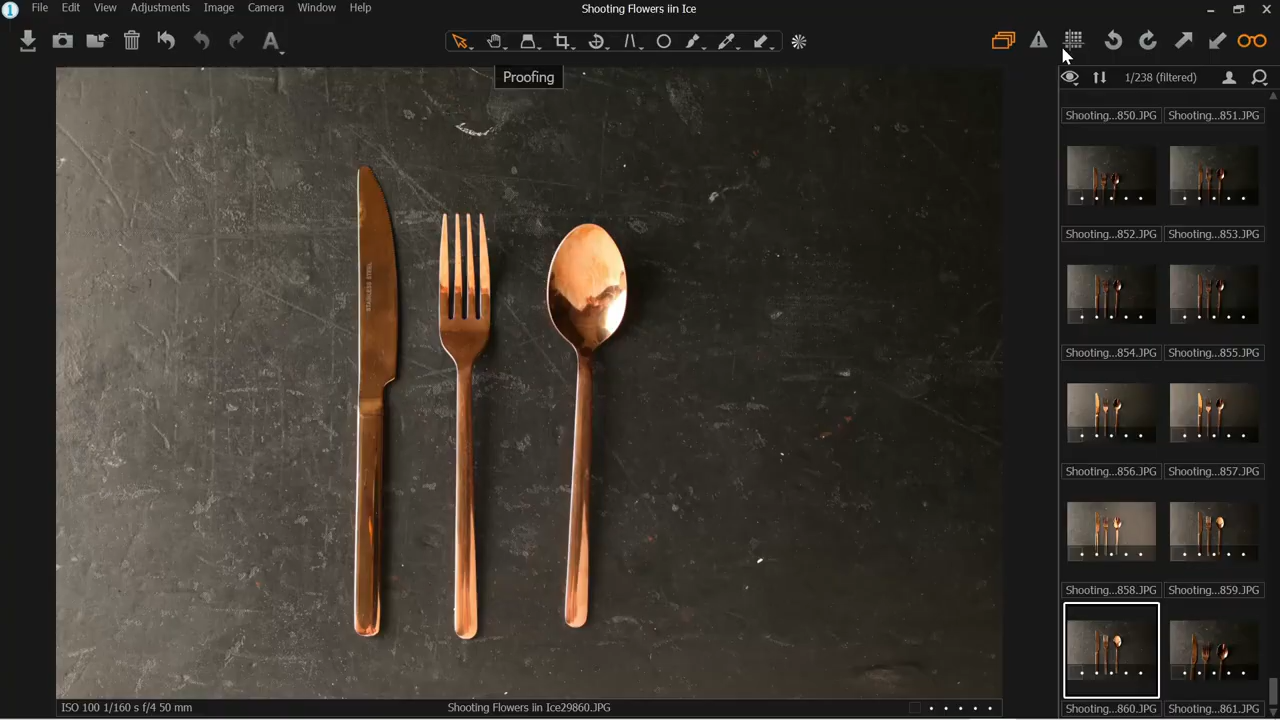 1 File Edit View Adjustments Image Camera Window Help
Shooting Flowers iin Ice
A
Proofing
1/238 (filtered)
Shooting...850.JPG Shooting...851.JPG
Shooting...852.JPG Shooting...853.JPG
Shooting...854.JPG Shooting...855.JPG
Shooting...856.JPG Shooting...857.JPG
Shooting...858.JPG Shooting...859.JPG
Shooting...860.JPG Shooting...861.JPG
STAINLESS STEEL
ISO 100 1/160 s f/4 50 mm
Shooting Flowers iin Ice29860.JPG